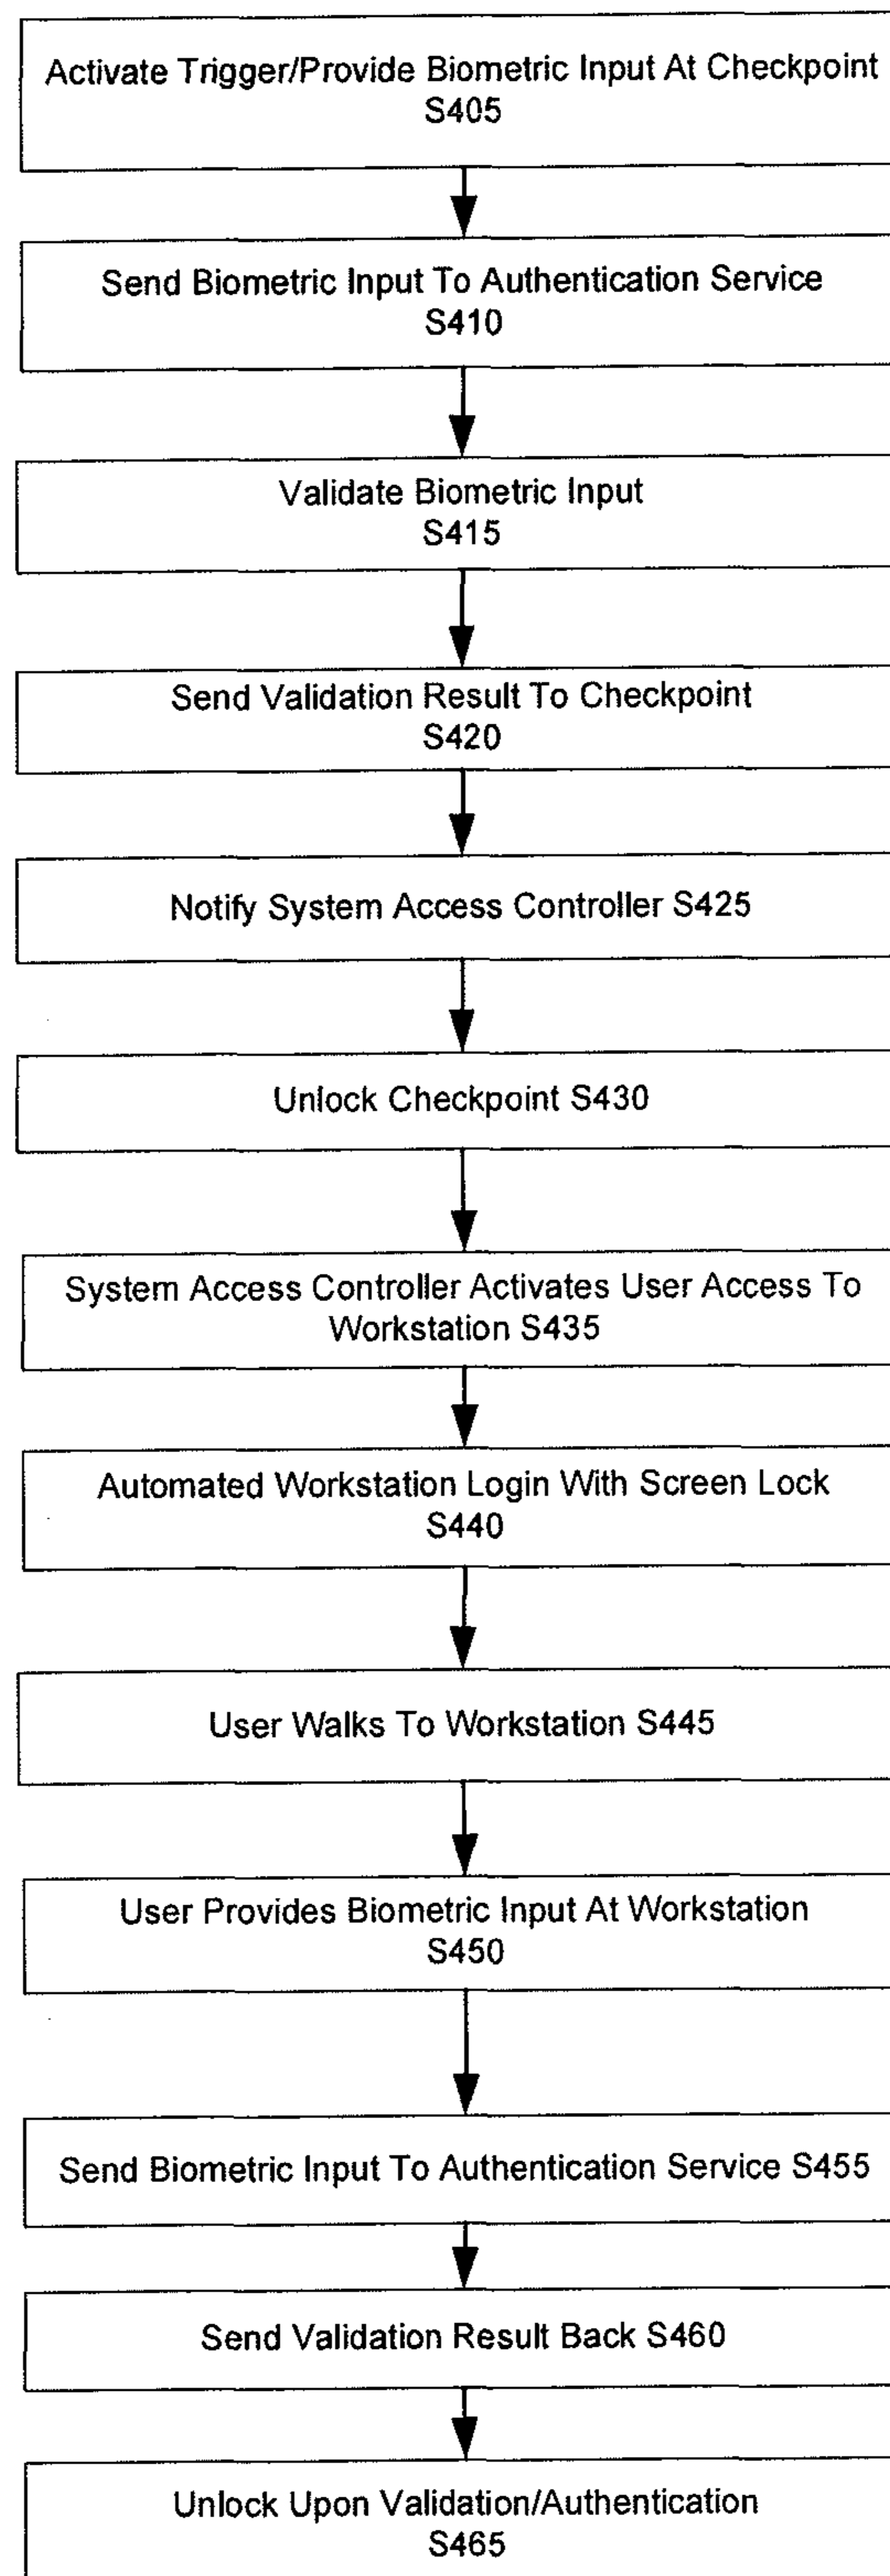 Activate Trigger/Provide Biometric Input At Checkpoint
S405
Send Biometric Input To Authentication Service
S410
Validate Biometric Input
S415
Send Validation Result To Checkpoint
S420
Notify System Access Controller S425
Unlock Checkpoint S430
System Access Controller Activates User Access To
Workstation S435
Automated Workstation Login With Screen Lock
S440
User Walks To Workstation S445
User Provides Biometric Input At Workstation
S450
Send Biometric Input To Authentication Service S455
Send Validation Result Back S460
Unlock Upon Validation/Authentication
S465